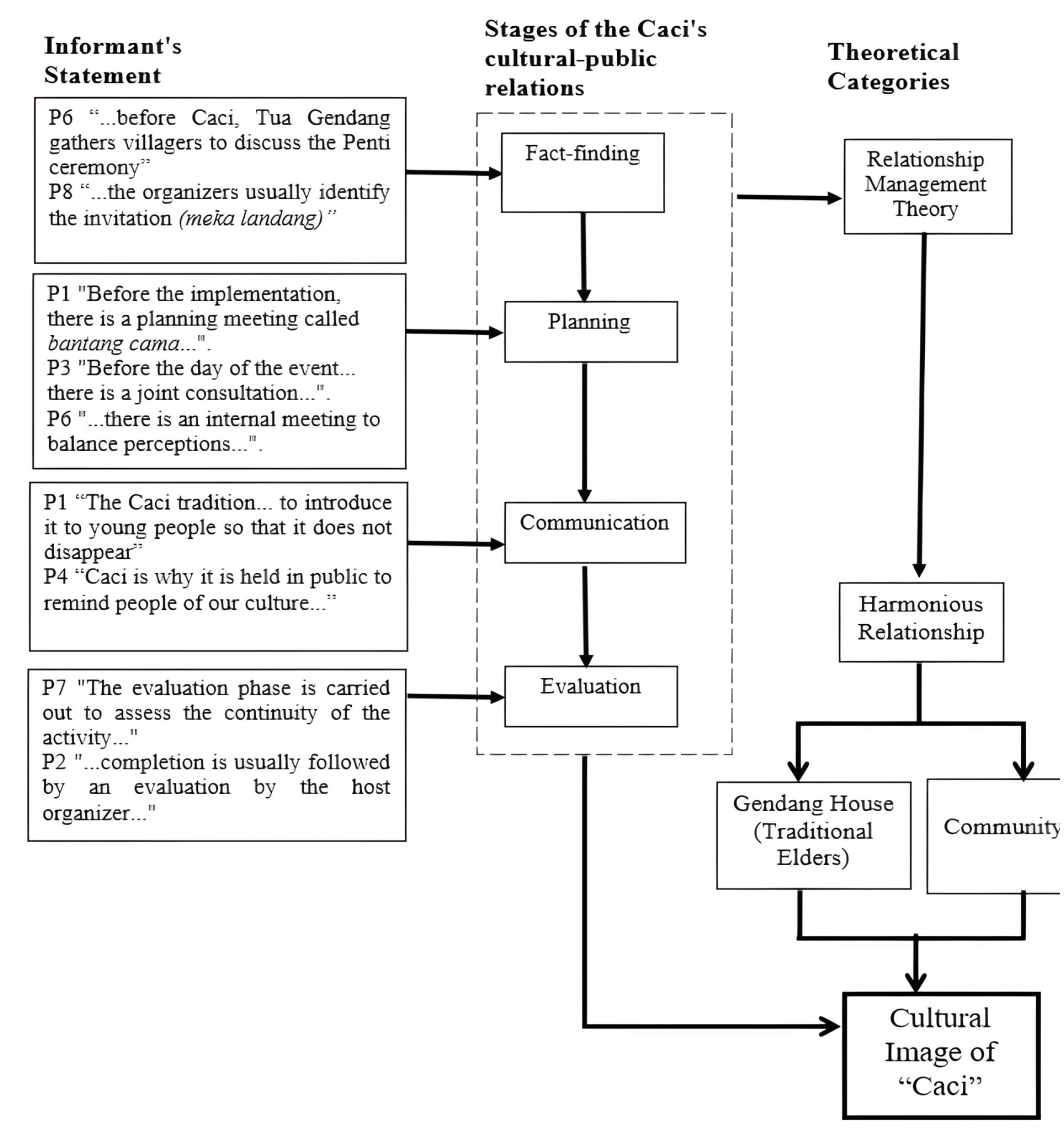 Informant's
Statement
P6 “...before Caci, Tua Gendang
gathers villagers to discuss the Penti
ceremony”
P8 “...the organizers usually identify
the invitation (meka landang)”
P1 "Before the implementation,
there is a planning meeting called
bantang cama...".
P3 "Before the day of the event...
there is a joint consultation...".
P6 "...there is an internal meeting to
balance perceptions...".
P1 “The Caci tradition... to introduce
it to young people so that it does not
disappear”
P4 “Caci is why it is held in public to
remind people of our culture...”
P7 "The evaluation phase is carried
out to assess the continuity of the
activity..."
P2 "...completion is usually followed
by an evaluation by the host
organizer..."
Stages of the Caci's
cultural-public
relations
Fact-finding
Planning
Communication
Evaluation
Theoretical
Categories
Relationship
Management
Theory
Harmonious
Relationship
Gendang House
(Traditional
Elders)
Community
Cultural
Image of
“Caci”